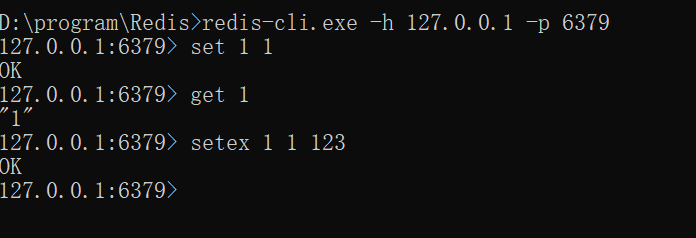 D:\program\Redis>redis-cli.exe -h 127.0.0.1 -p 6379
127.0.0.1:6379> set 1 1
OK
127.0.0.1:6379> get 1
"1"
127.0.0.1:6379> setex 1 1 123
OK
127.0.0.1:6379>